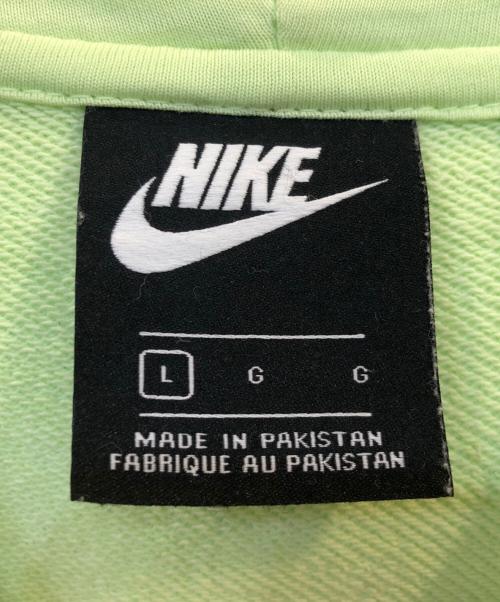 NIKE
L G G
MADE IN PAKISTAN
FABRIQUE AU PAKISTAN